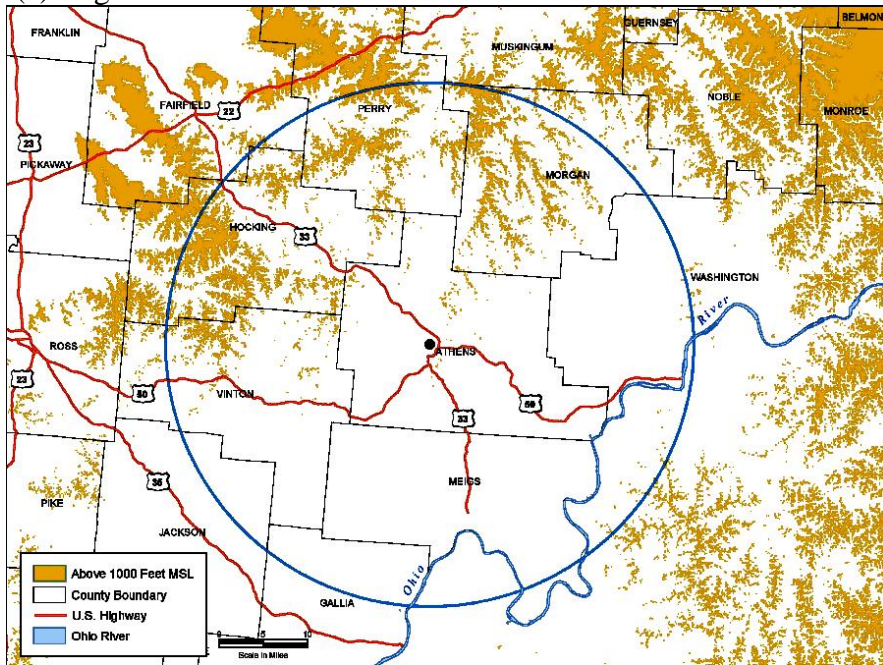 FRANKLIN
GUERNSEY
BELMON
MUSKINGUM
FAIRFIELD
22
PERRY
NOBLE
MONROE
23
PICKAWAY
MORGAN
HOCKING
33
WASHINGTON
River
ROSS
ATHENS
23
50
VINTON
33
50
MEIGS
35
PIKE
JACKSON
Ohio
GALLIA
Above 1000 Feet MSL
County Boundary
U.S. Highway
Ohio River
0 5 10
Scale in Miles